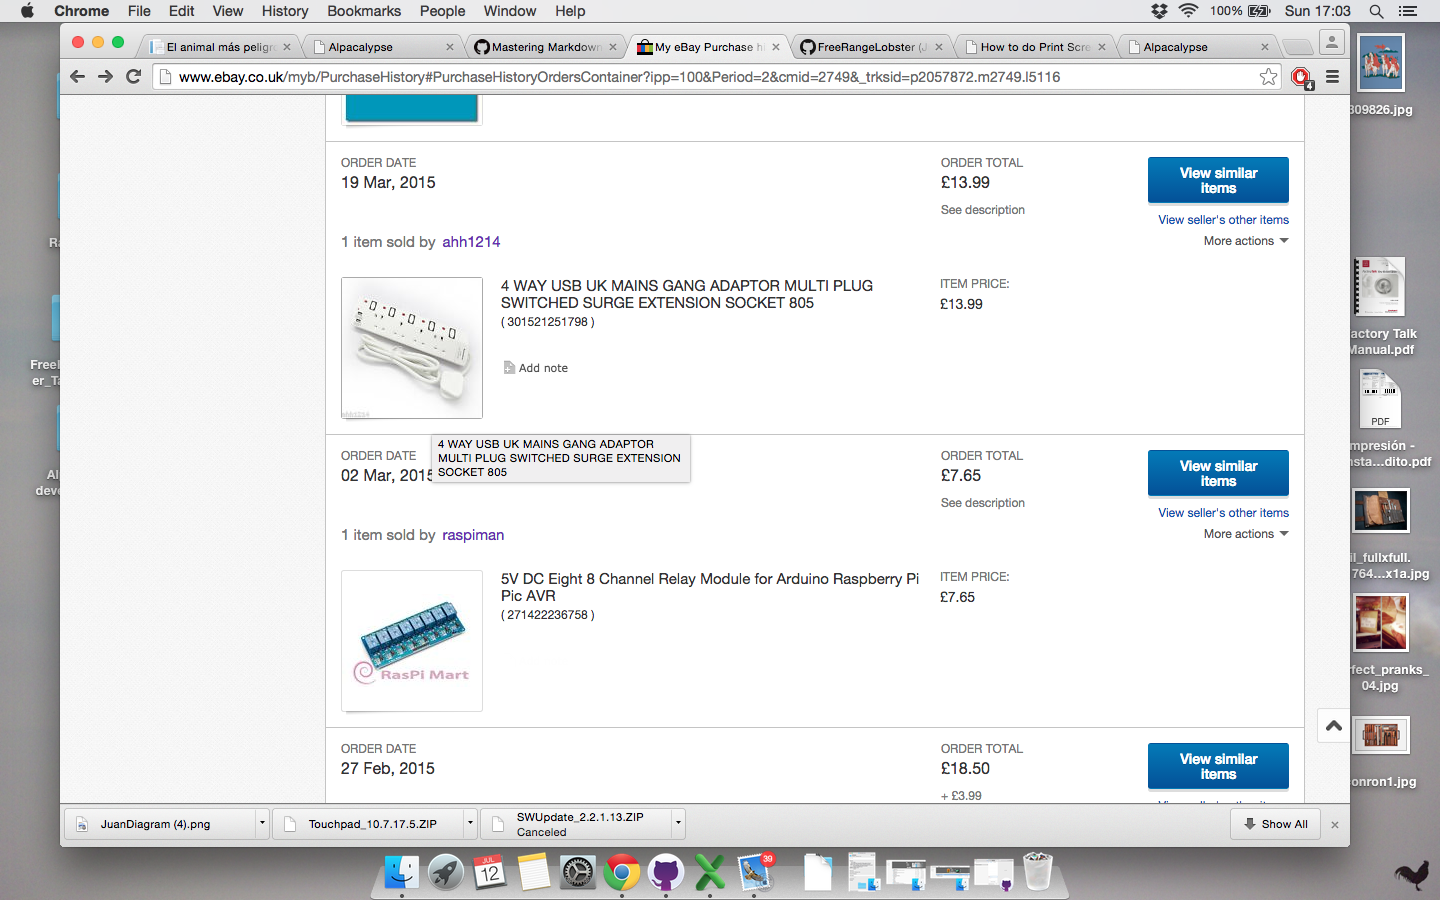 Chrome File Edit View History Bookmarks People Window Help 100% Sun 17:03
El animal más peligr Alpacalypse Mastering Markdown My eBay Purchase hi FreeRangeLobster (J How to do Print Scre Alpacalypse
www.ebay.co.uk/myb/PurchaseHistory#PurchaseHistoryOrdersContainer?ipp=100&Period=2&cmid=2749&_trksid=p2057872.m2749.l5116
4
ORDER DATE
19 Mar, 2015
ORDER TOTAL
£13.99
See description
View similar
items
View seller's other items
More actions
1 item sold by ahh1214
4 WAY USB UK MAINS GANG ADAPTOR MULTI PLUG
SWITCHED SURGE EXTENSION SOCKET 805
( 301521251798 )
Add note
ITEM PRICE:
£13.99
ahh1214
4 WAY USB UK MAINS GANG ADAPTOR
MULTI PLUG SWITCHED SURGE EXTENSION
SOCKET 805
ORDER DATE
02 Mar, 2015
ORDER TOTAL
£7.65
See description
View similar
items
View seller's other items
More actions
1 item sold by raspiman
5V DC Eight 8 Channel Relay Module for Arduino Raspberry Pi
Pic AVR
( 271422236758 )
ITEM PRICE:
£7.65
RasPi Mart
ORDER DATE
27 Feb, 2015
ORDER TOTAL
£18.50
+ £3.99
View similar
items
JuanDiagram (4).png
Touchpad_10.7.17.5.ZIP
SWUpdate_2.2.1.13.ZIP
Canceled
Show All
309826.jpg
actory Talk
Manual.pdf
PDF
mpresión -
nsta...dito.pdf
il_fullxfull.
764...x1a.jpg
rfect_pranks_
04.jpg
onron1.jpg
Ra
Freel
er_Ta
Al
deve
JUL
12
39